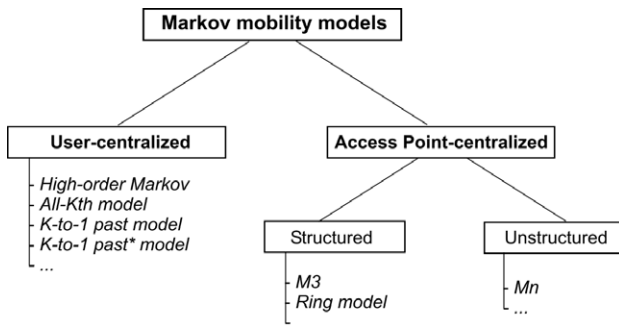 Markov mobility models
User-centralized
Access Point-centralized
High-order Markov
All-Kth model
K-to-1 past model
K-to-1 past* model
...
Structured
Unstructured
M3
Ring model
Mn
...